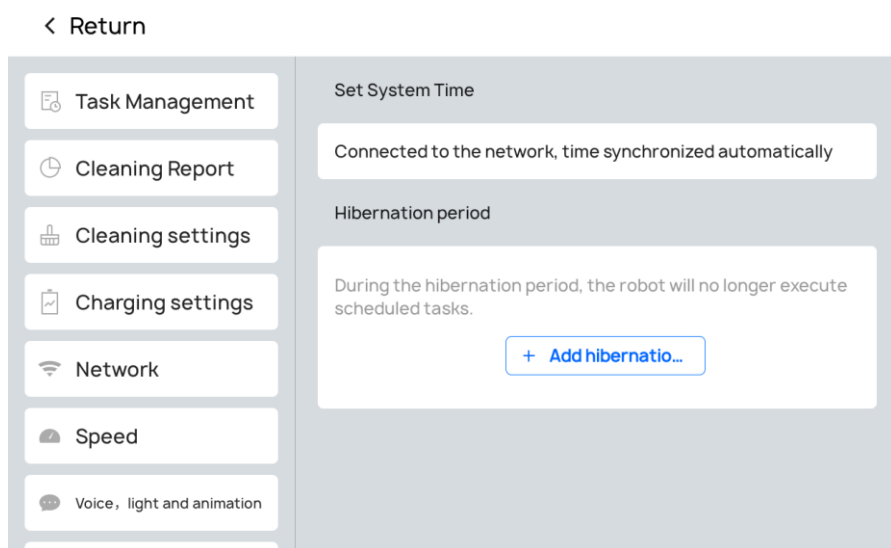 Return
Task Management
Cleaning Report
Cleaning settings
Charging settings
Network
Speed
Voice，light and animation
Set System Time
Connected to the network, time synchronized automatically
Hibernation period
During the hibernation period, the robot will no longer execute
scheduled tasks.
+ Add hibernatio...